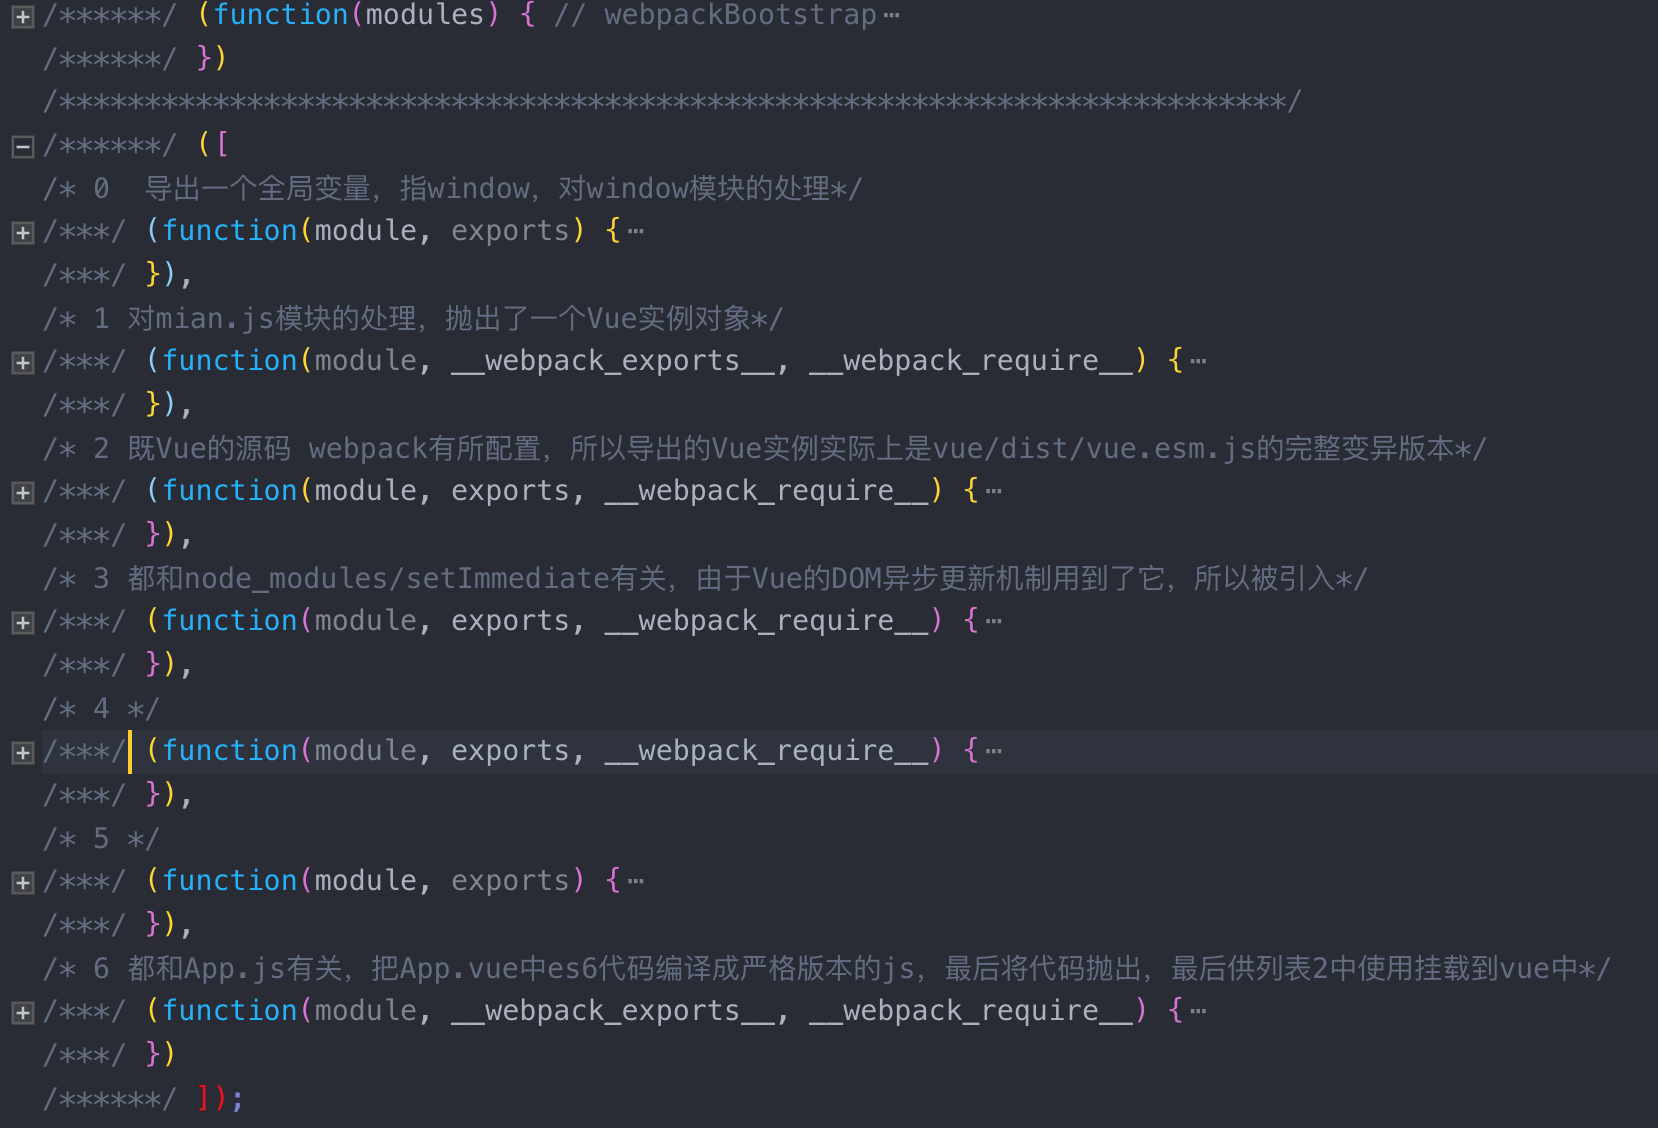 /******/ (function(modules) { // webpackBootstrap…
/******/ })
/************************************************************************/
/******/ ([
/* 0  导出一个全局变量，指window，对window模块的处理*/
/***/ (function(module, exports) {…
/***/ }),
/* 1 对mian.js模块的处理，抛出了一个Vue实例对象*/
/***/ (function(module, __webpack_exports__, __webpack_require__) {…
/***/ }),
/* 2 既Vue的源码 webpack有所配置，所以导出的Vue实例实际上是vue/dist/vue.esm.js的完整变异版本*/
/***/ (function(module, exports, __webpack_require__) {…
/***/ }),
/* 3 都和node_modules/setImmediate有关，由于Vue的DOM异步更新机制用到了它，所以被引入*/
/***/ (function(module, exports, __webpack_require__) {…
/***/ }),
/* 4 */
/***/ (function(module, exports, __webpack_require__) {…
/***/ }),
/* 5 */
/***/ (function(module, exports) {…
/***/ }),
/* 6 都和App.js有关，把App.vue中es6代码编译成严格版本的js，最后将代码抛出，最后供列表2中使用挂载到vue中*/
/***/ (function(module, __webpack_exports__, __webpack_require__) {…
/***/ })
/******/ ]);